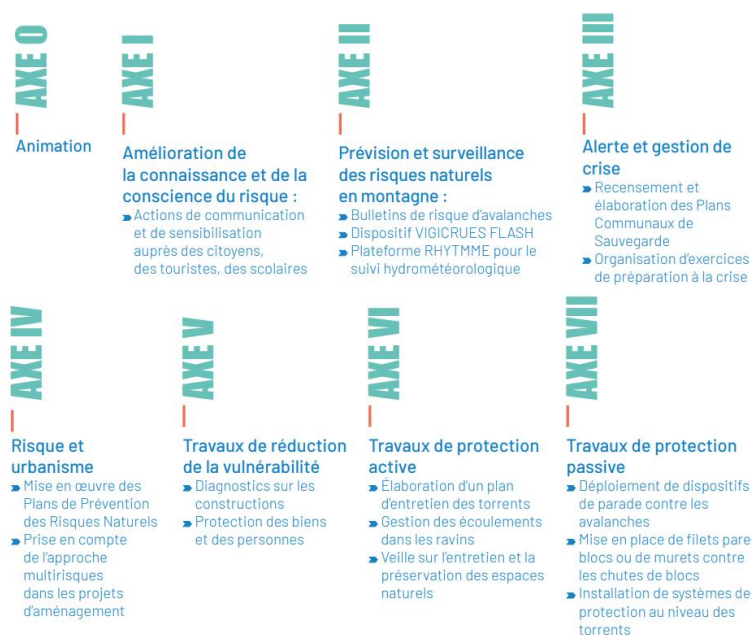 AXE O
Animation
AXE I
Amélioration de
la connaissance et de la
conscience du risque :
Actions de communication
et de sensibilisation
auprès des citoyens,
des touristes, des scolaires
AXE II
Prévision et surveillance
des risques naturels
en montagne :
Bulletins de risque d'avalanches
Dispositif VIGICRUES FLASH
Plateforme RHYTMME pour le
suivi hydrométéorologique
AXE III
Alerte et gestion de
crise
Recensement et
élaboration des Plans
Communaux de
Sauvegarde
Organisation d'exercices
de préparation à la crise
AXE IV
Risque et
urbanisme
Mise en œuvre des
Plans de Prévention
des Risques Naturels
Prise en compte
de l'approche
multirisques
dans les projets
d'aménagement
AXE V
Travaux de réduction
de la vulnérabilité
Diagnostics sur les
constructions
Protection des biens
et des personnes
AXE VI
Travaux de protection
active
Élaboration d'un plan
d'entretien des torrents
Gestion des écoulements
dans les ravins
Veille sur l'entretien et la
préservation des espaces
naturels
AXE VII
Travaux de protection
passive
Déploiement de dispositifs
de parade contre les
avalanches
Mise en place de filets pare
blocs ou de murets contre
les chutes de blocs
Installation de systèmes de
protection au niveau des
torrents